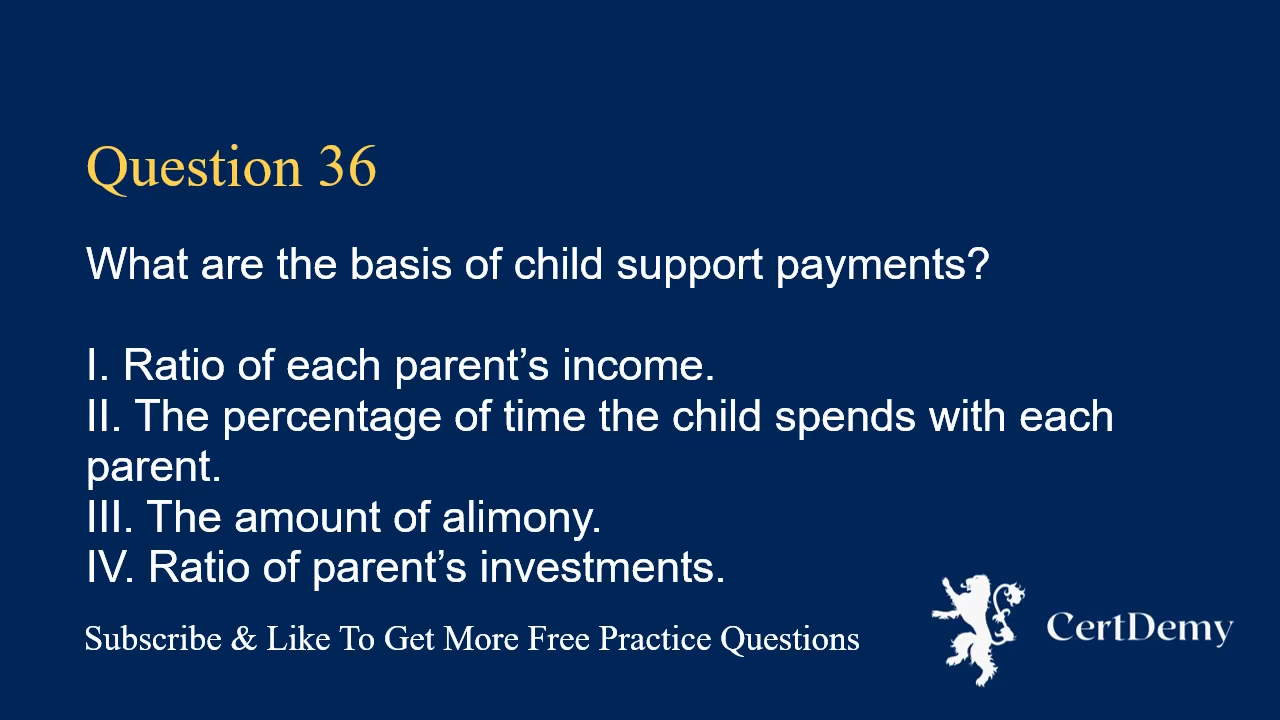 Question 36
What are the basis of child support payments?
I. Ratio of each parent’s income.
II. The percentage of time the child spends with each
parent.
III. The amount of alimony.
IV. Ratio of parent’s investments.
Subscribe & Like To Get More Free Practice Questions
CertDemy